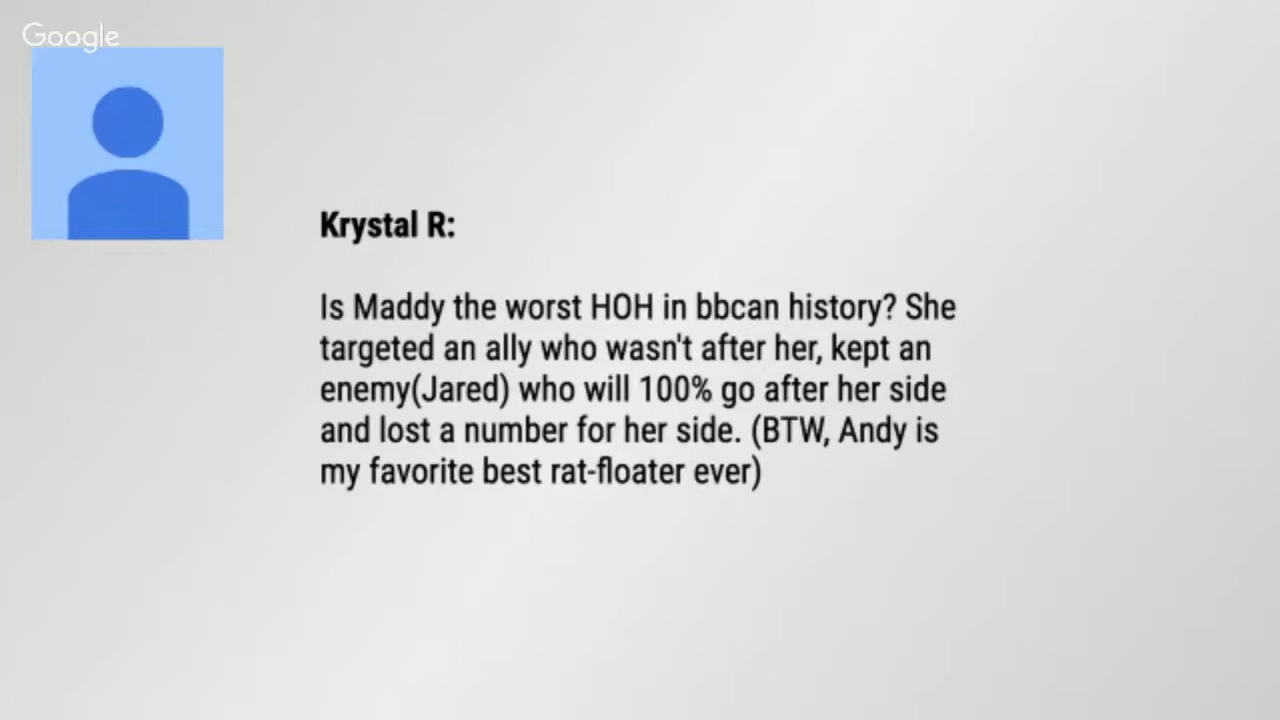 Google
Krystal R:
Is Maddy the worst HOH in bbcan history? She
targeted an ally who wasn't after her, kept an
enemy(Jared) who will 100% go after her side
and lost a number for her side. (BTW, Andy is
my favorite best rat-floater ever)